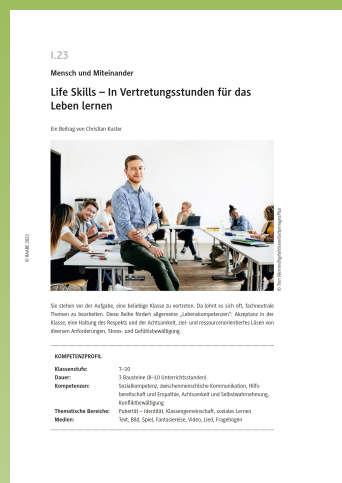 I.23
Mensch und Miteinander
Life Skills – In Vertretungsstunden für das
Leben lernen
Ein Beitrag von Christian Kuster
© RAABE 2022
Sie stehen vor der Aufgabe, eine beliebige Klasse zu vertreten. Da lohnt es sich oft, fachneutrale
Themen zu bearbeiten. Diese Reihe fördert allgemeine „Lebenskompetenzen“: Akzeptanz in der
Klasse, eine Haltung des Respekts und der Achtsamkeit, ziel- und ressourcenorientiertes Lösen von
diversen Anforderungen, Stress- und Gefühlsbewältigung.
KOMPETENZPROFIL
Klassenstufe: 7–10
Dauer: 3 Bausteine (8–10 Unterrichtsstunden)
Kompetenzen: Sozialkompetenz, zwischenmenschliche Kommunikation, Hilfs-
bereitschaft und Empathie, Achtsamkeit und Selbstwahrnehmung,
Konfliktbewältigung
Thematische Bereiche: Pubertät – Identität, Klassengemeinschaft, soziales Lernen
Medien: Text, Bild, Spiel, Fantasiereise, Video, Lied, Fragebogen